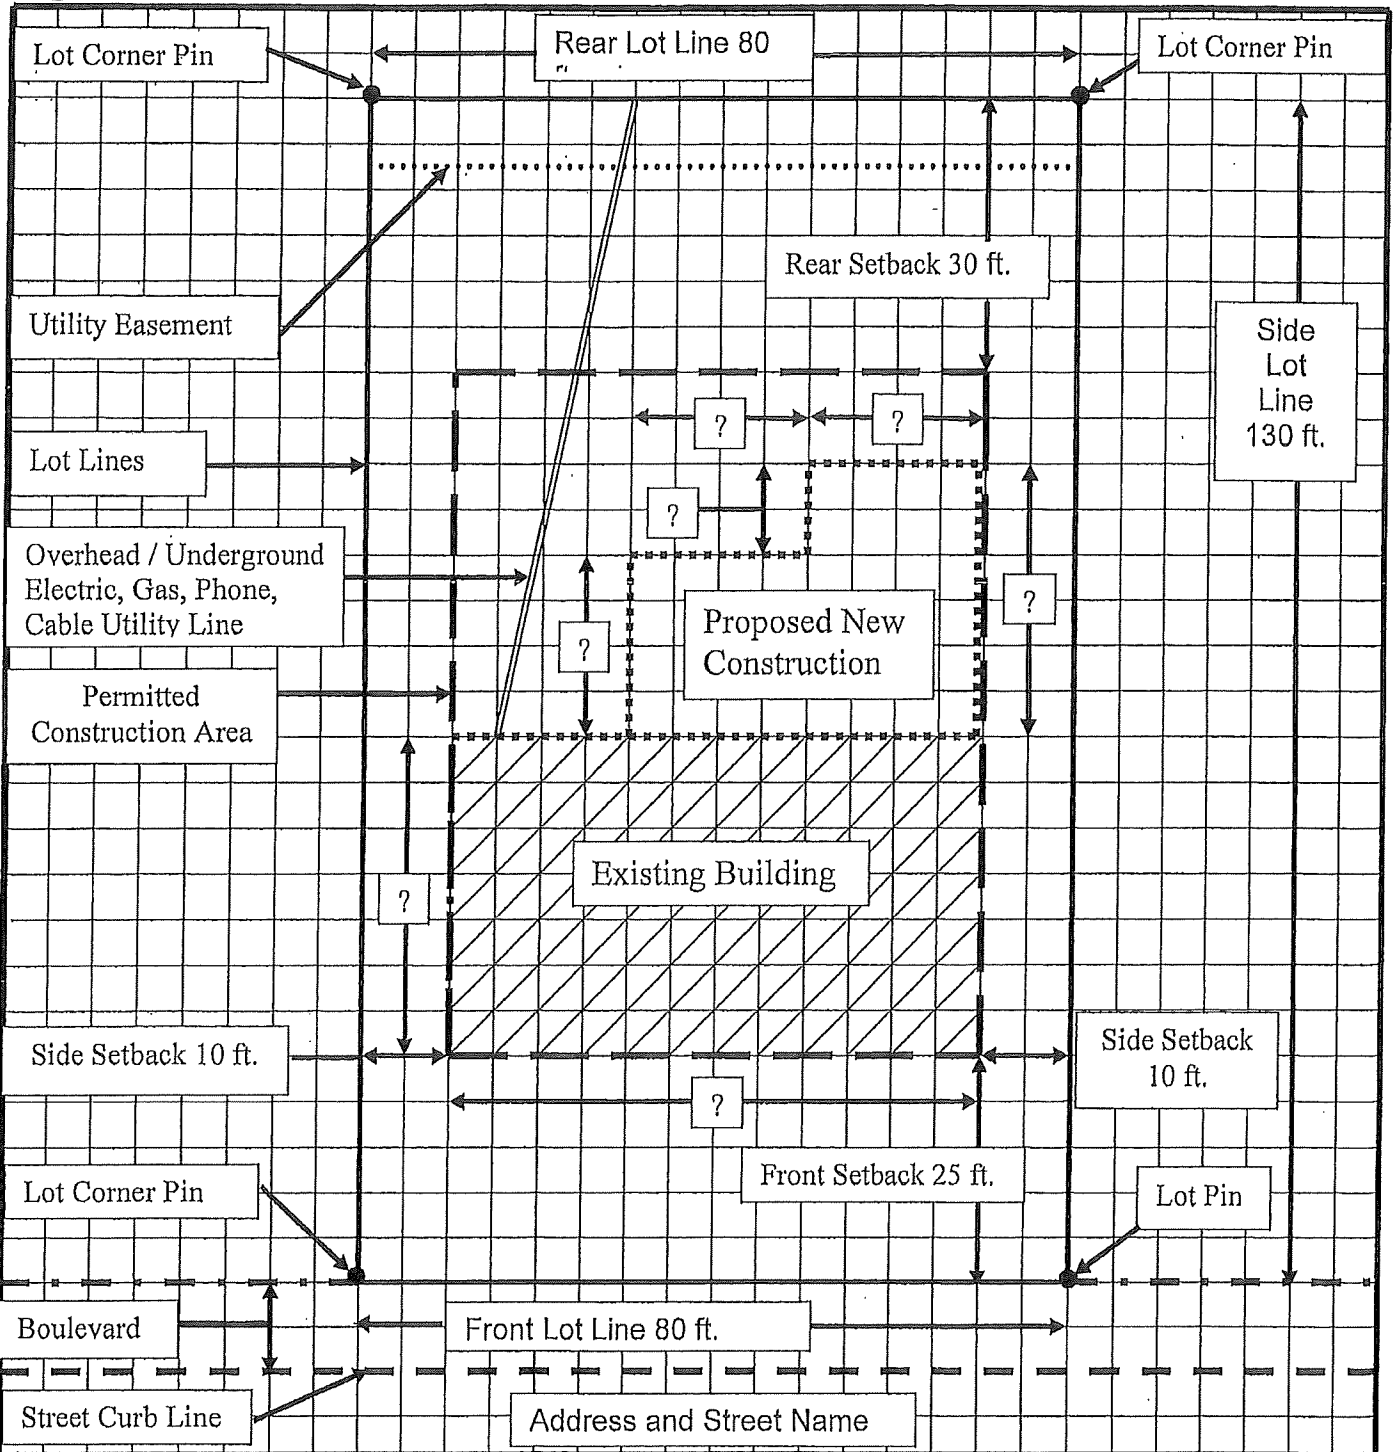 Lot Corner Pin
Rear Lot Line 80
Lot Corner Pin
Rear Setback 30 ft.
Utility Easement
Side
Lot
Line
130 ft.
?
?
Lot Lines
?
Overhead / Underground
Electric, Gas, Phone,
Cable Utility Line
?
?
Proposed New
Construction
Permitted
Construction Area
Existing Building
?
Side Setback 10 ft.
Side Setback
10 ft.
?
Front Setback 25 ft.
Lot Corner Pin
Lot Pin
Boulevard
Front Lot Line 80 ft.
Street Curb Line
Address and Street Name